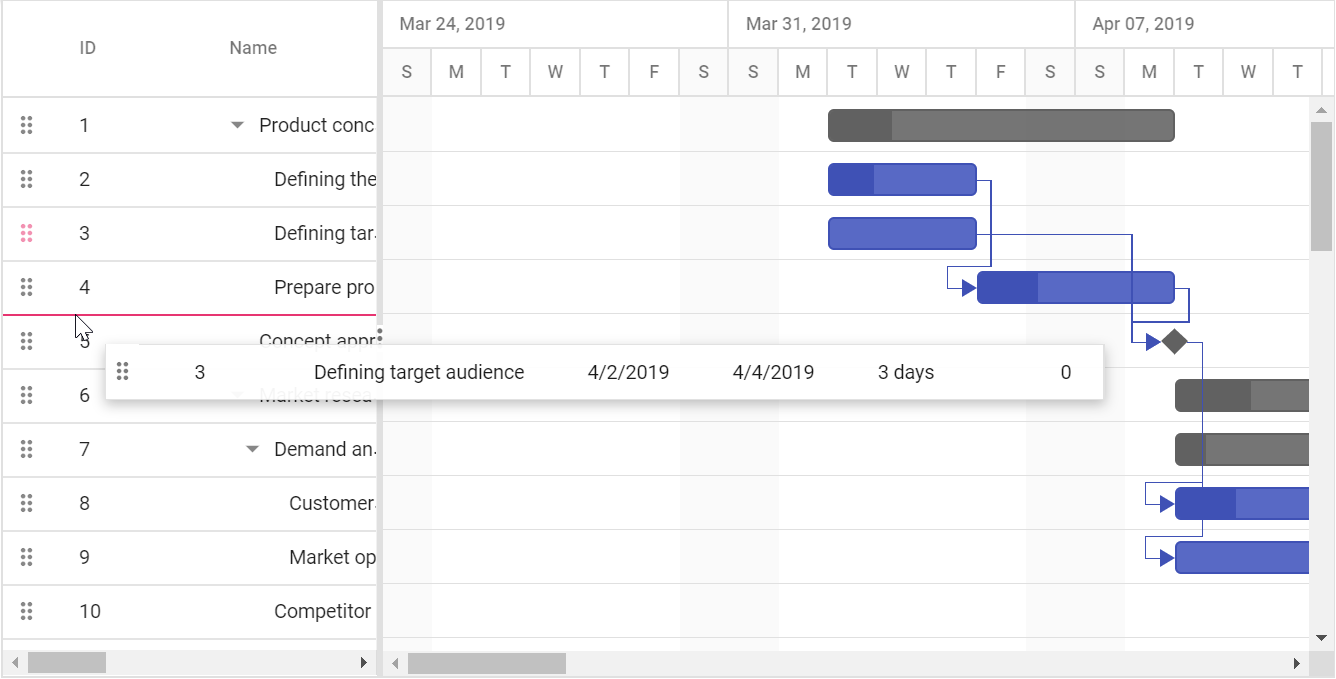 ID Name Mar 24, 2019 Mar 31, 2019 Apr 07, 2019
S M T W T F S S M T W T F S S M T W T
1 Product conc
2 Defining the
3 Defining tar
4 Prepare pro
5 Concept appr
3 Defining target audience 4/2/2019 4/4/2019 3 days 0
6
7 Demand an
8 Customer
9 Market op
10 Competitor